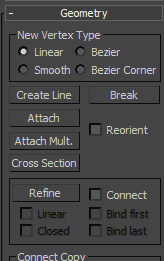 - Geometry
New Vertex Type
Linear Bezier
Smooth Bezier Corner
Create Line Break
Attach
Reorient
Attach Mult.
Cross Section
Refine Connect
Linear Bind first
Closed Bind last
Connect Copy